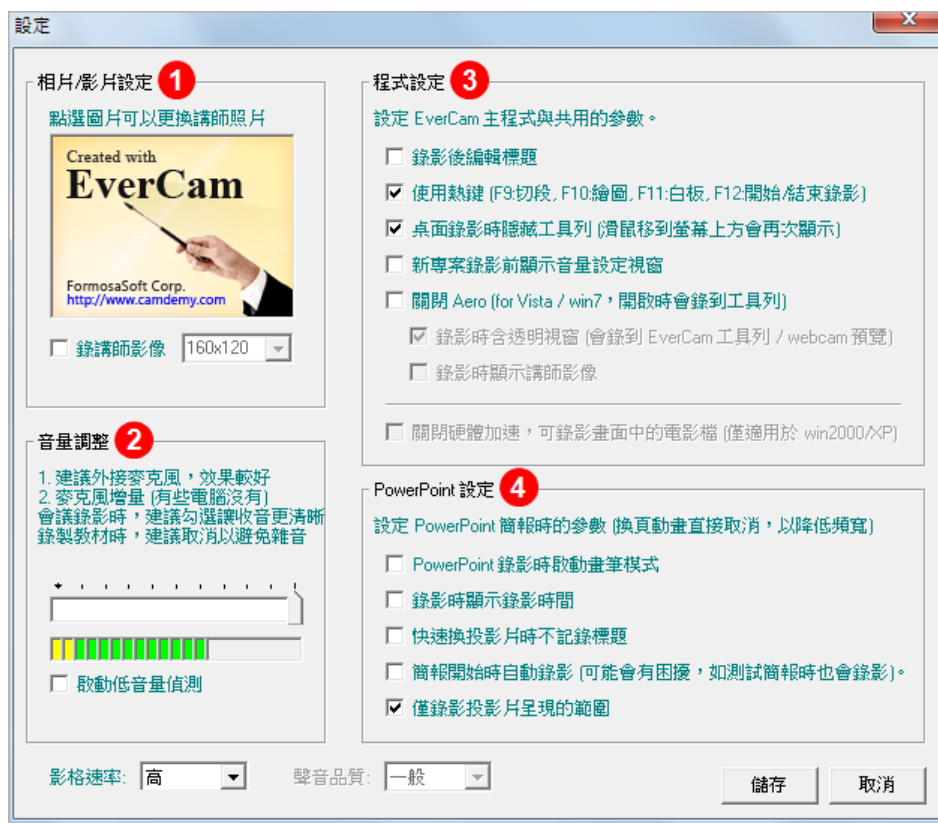 設定
相片/影片設定 1
點選圖片可以更換講師照片
Created with
EverCam
FormosaSoft Corp.
http://www.camdemy.com
錄講師影像 160x120
音量調整 2
1. 建議外接麥克風，效果較好
2. 麥克風增量 (有些電腦沒有)
會議錄影時，建議勾選讓收音更清晰
錄製教材時，建議取消以避免雜音
啟動低音量偵測
程式設定 3
設定 EverCam 主程式與共用的參數。
錄影後編輯標題
使用熱鍵 (F9:切段, F10:繪圖, F11:白板, F12:開始/結束錄影)
桌面錄影時隱藏工具列 (滑鼠移到螢幕上方會再次顯示)
新專案錄影前顯示音量設定視窗
關閉 Aero (for Vista / win7，開啟時會錄到工具列)
錄影時含透明視窗 (會錄到 EverCam 工具列 / webcam 預覽)
錄影時顯示講師影像
關閉硬體加速，可錄影畫面中的電影檔 (僅適用於 win2000/XP)
PowerPoint 設定 4
設定 PowerPoint 簡報時的參數 (換頁動畫直接取消，以降低頻寬)
PowerPoint 錄影時啟動畫筆模式
錄影時顯示錄影時間
快速換投影片時不記錄標題
簡報開始時自動錄影 (可能會有困擾，如測試簡報時也會錄影)。
僅錄影投影片呈現的範圍
影格速率: 高 聲音品質: 一般
儲存 取消